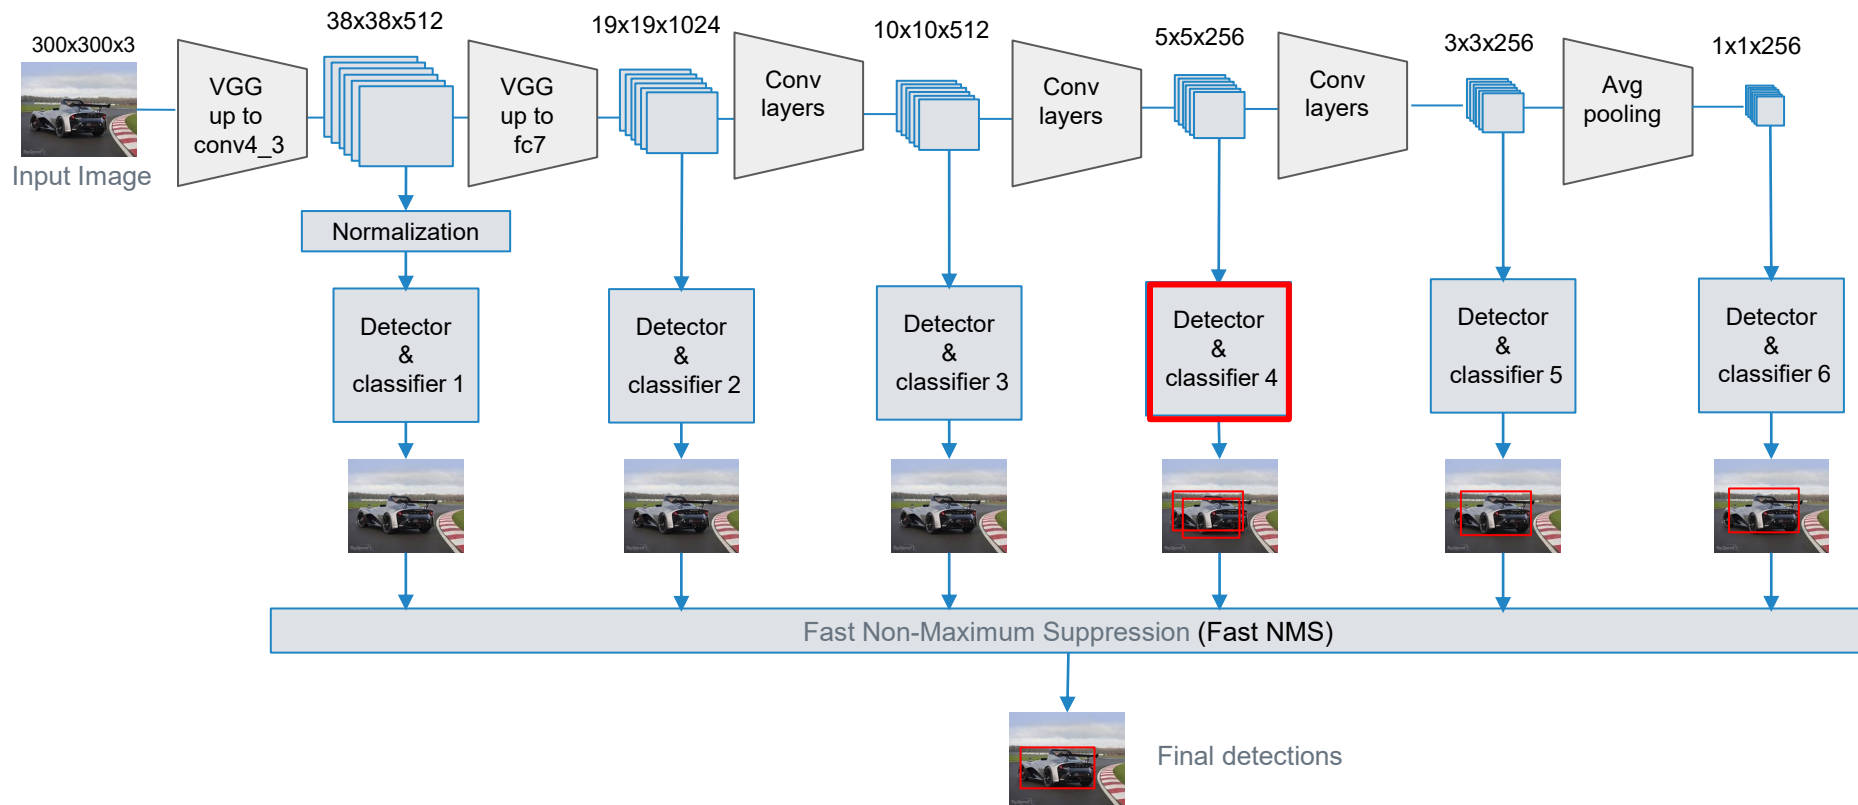 300x300x3
38x38x512
19x19x1024
10x10x512
5x5x256
3x3x256
1x1x256
Input Image
VGG
up to
conv4_3
VGG
up to
fc7
Conv
layers
Conv
layers
Conv
layers
Avg
pooling
Normalization
Detector
&
classifier 1
Detector
&
classifier 2
Detector
&
classifier 3
Detector
&
classifier 4
Detector
&
classifier 5
Detector
&
classifier 6
Fast Non-Maximum Suppression (Fast NMS)
Final detections